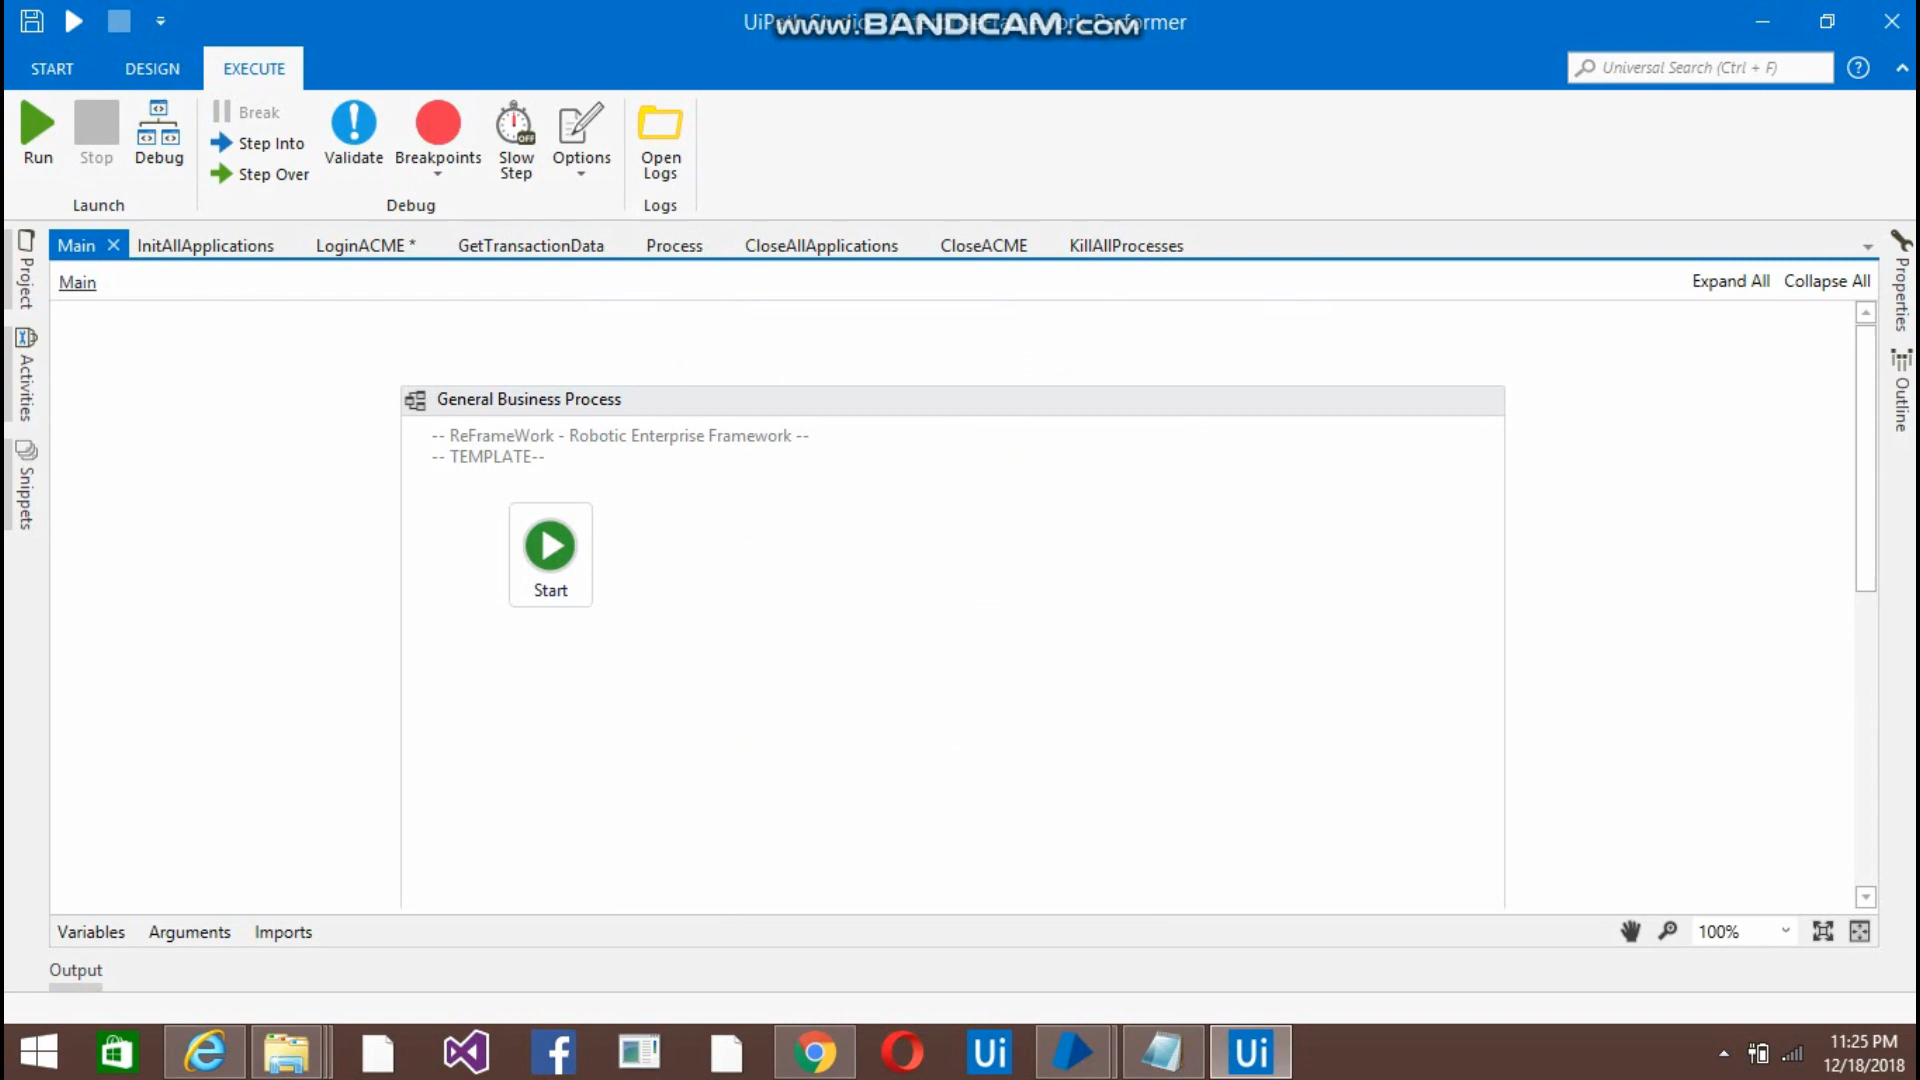 UiP
www.BANDICAM.com
rmer
START
DESIGN
EXECUTE
Universal Search (Ctrl + F)
Run
Stop
Debug
Launch
Break
Step Into
Step Over
Validate
Breakpoints
Slow
Step
OFF
Options
Debug
Open
Logs
Logs
Project
Activities
Snippets
Main
InitAllApplications
LoginACME *
GetTransactionData
Process
CloseAllApplications
CloseACME
KillAllProcesses
Properties
Outline
Main
Expand All
Collapse All
General Business Process
-- ReFrameWork - Robotic Enterprise Framework --
-- TEMPLATE--
Start
Variables
Arguments
Imports
100%
Output
Ui
Ui
11:25 PM
12/18/2018